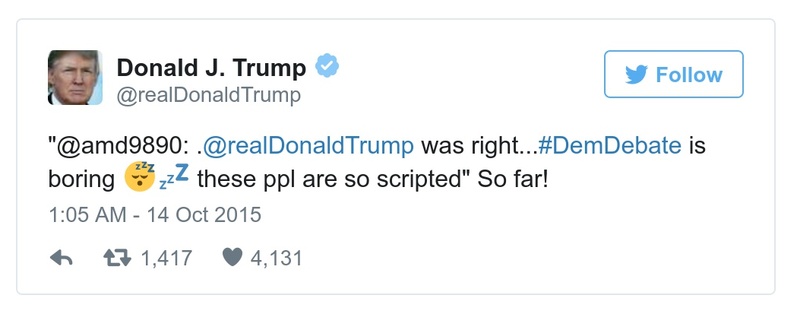 Donald J. Trump
@realDonaldTrump
Follow
"@amd9890: .@realDonaldTrump was right...#DemDebate is
boring 😴💤 these ppl are so scripted" So far!
1:05 AM - 14 Oct 2015
1,417 4,131